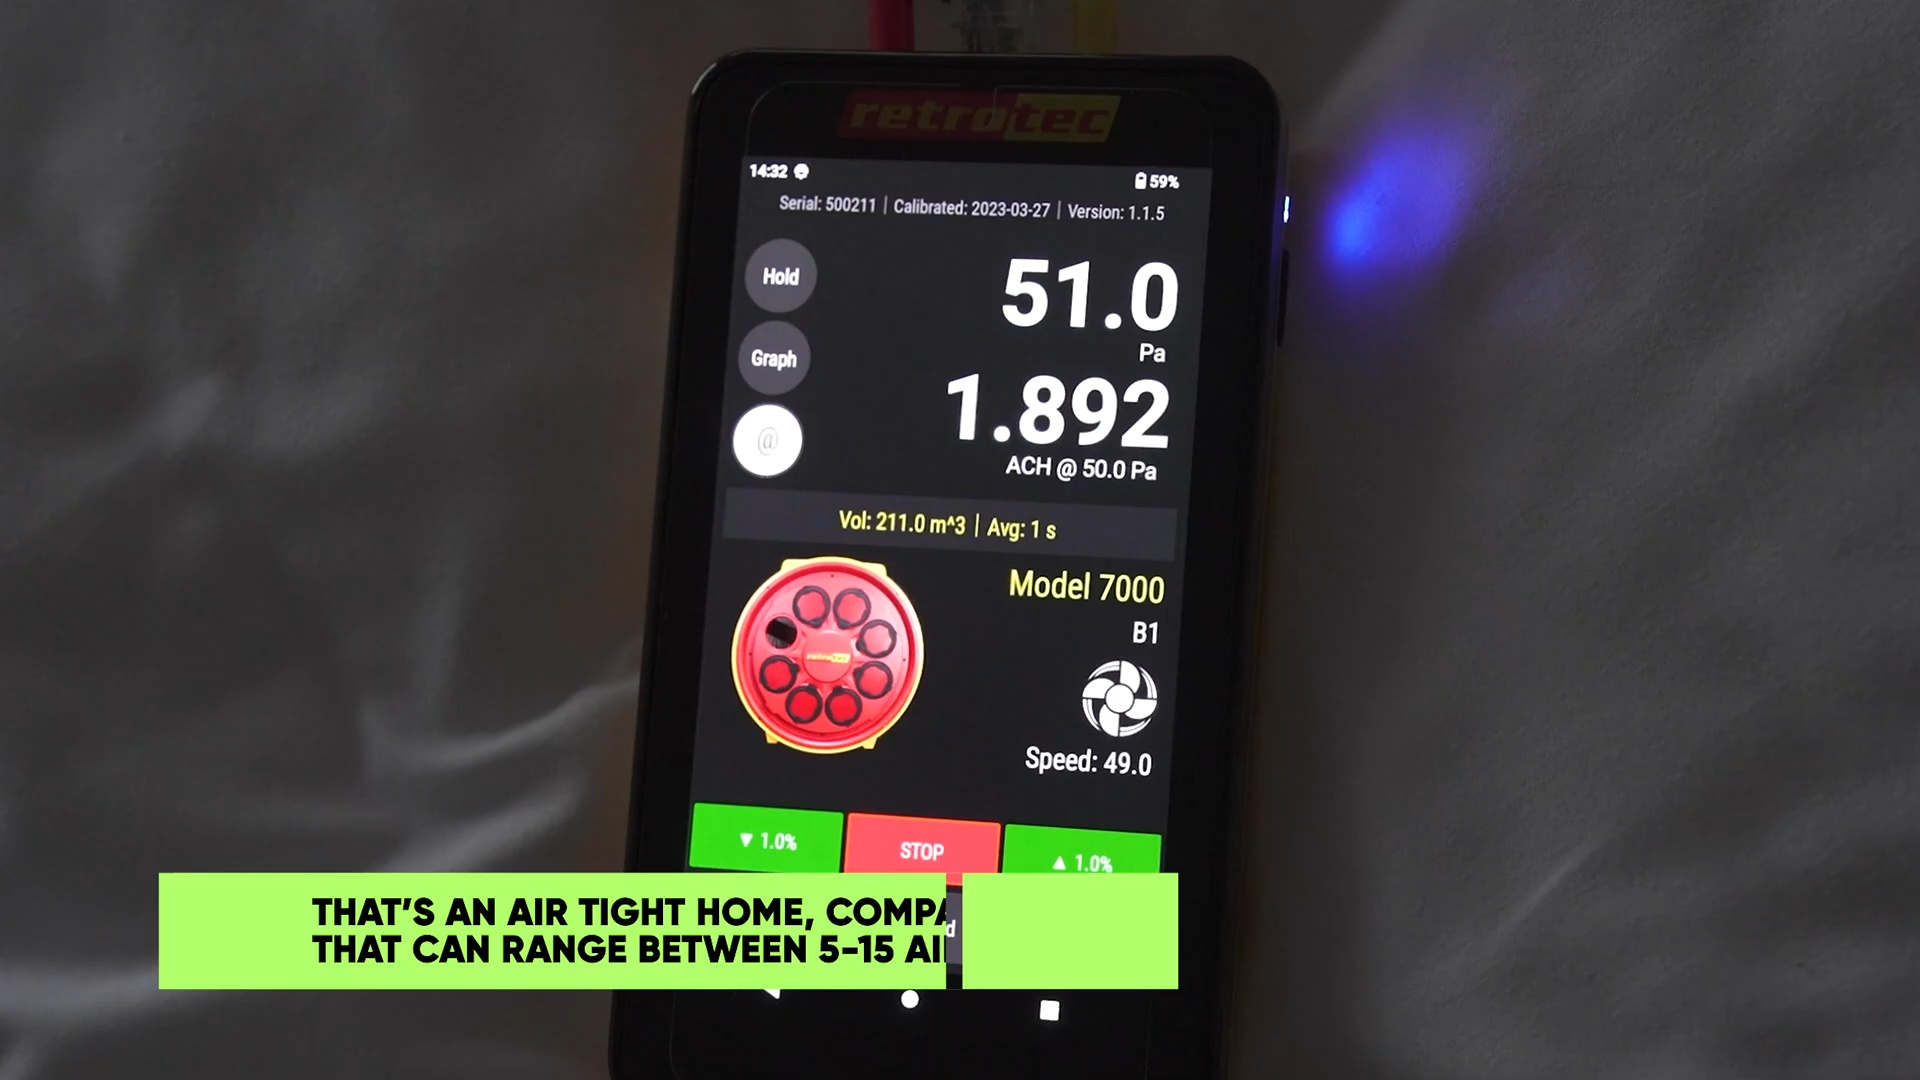 retrotec
14:32 59%
Serial: 500211 | Calibrated: 2023-03-27 | Version: 1.1.5
Hold
51.0
Pa
Graph
1.892
@
ACH @ 50.0 Pa
Vol: 211.0 m^3 | Avg: 1 s
Model 7000
B1
retrotec
Speed: 49.0
▼ 1.0% STOP ▲ 1.0%
THAT'S AN AIR TIGHT HOME,
THAT CAN RANGE BETWEEN 5-15